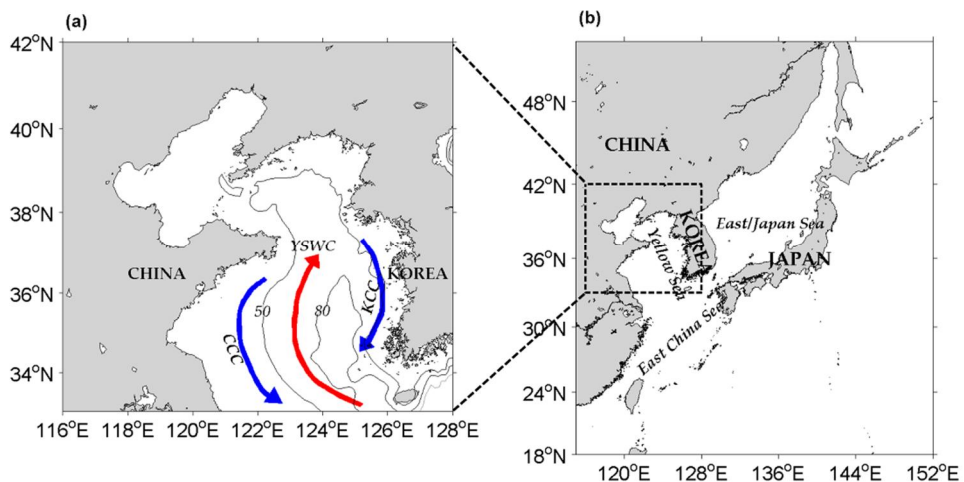 (a)
42°N
40°N
38°N
36°N
34°N
116°E
118°E
120°E
122°E
124°E
126°E
128°E
CHINA
KOREA
YSWC
KCC
CCC
50
80
(b)
48°N
42°N
36°N
30°N
24°N
18°N
120°E
128°E
136°E
144°E
152°E
CHINA
KOREA
JAPAN
East/Japan Sea
Yellow Sea
East China Sea